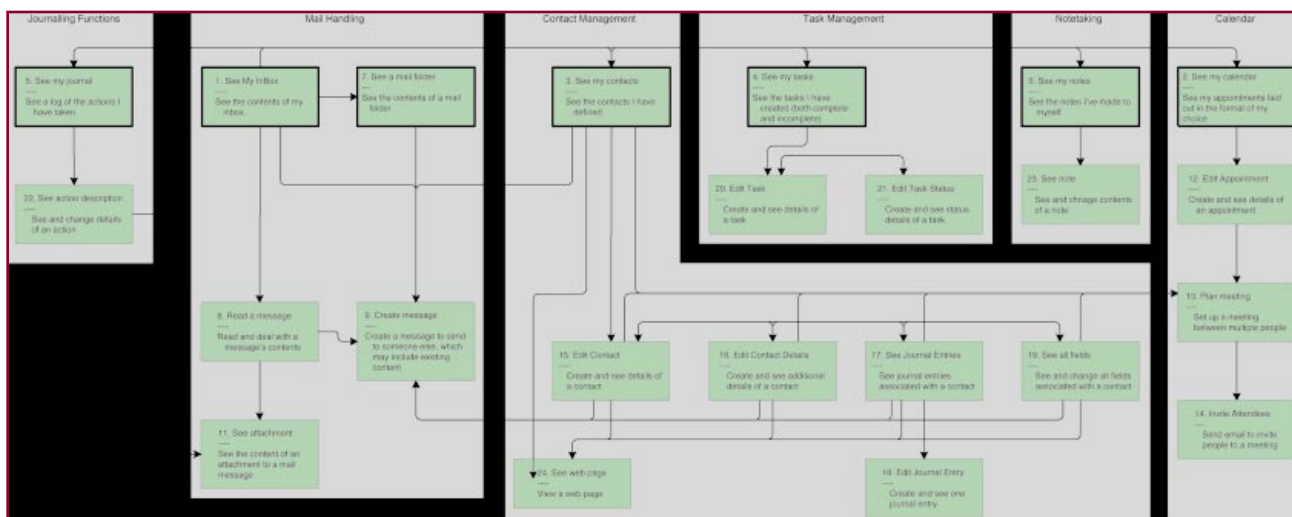 Journalling Functions
Mail Handling
Contact Management
Task Management
Notetaking
Calendar
5. See my journal
----
See a log of the actions I
have taken
1. See My InBox
----
See the contents of my
inbox.
7. See a mail folder
----
See the contents of a mail
folder
3. See my contacts
----
See the contacts I have
defined
4. See my tasks
----
See the tasks I have
created (both complete
and incomplete)
See my notes
----
See the notes I've made to
myself
2. See my calendar
----
See my appointments laid
out in the format of my
choice
22. See action description
----
See and change details
of an action
20. Edit Task
----
Create and see details of
a task
21. Edit Task Status
----
Create and see status
details of a task
23. See note
----
See and chnage contents
of a note
12. Edit Appointment
----
Create and see details of
an appointment
Read a message
----
Read and deal with a
message's contents
Create message
----
Create a message to send
to someone else, which
may include existing
content
Plan meeting
----
Set up a meeting
between multiple people
15. Edit Contact
----
Create and see details of
a contact
16. Edit Contact Details
----
Create and see additional
details of a contact
17. See Journal Entries
----
See journal entries
associated with a contact
19. See all fields
----
See and change all fields
associated with a contact
11. See attachment
----
See the content of an
attachment to a mail
message
14. Invite Attendees
----
Send email to invite
people to a meeting
24. See web page
----
View a web page
18. Edit Journal Entry
----
Create and see one
journal entry